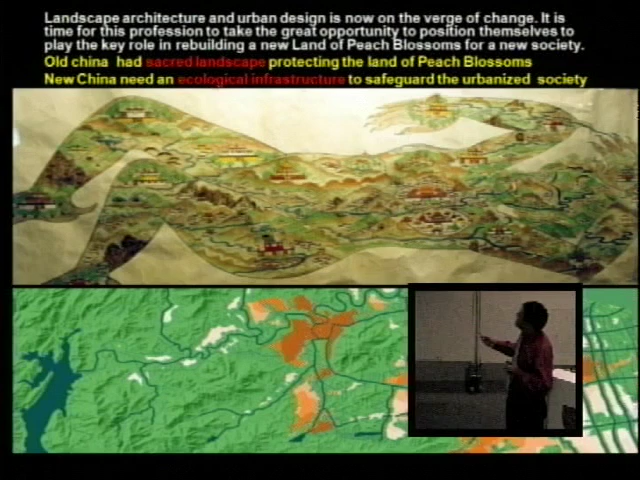 Landscape architecture and urban design is now on the verge of change. It is
time for this profession to take the great opportunity to position themselves to
play the key role in rebuilding a new Land of Peach Blossoms for a new society.
Old china had sacred landscape protecting the land of Peach Blossoms
New China need an ecological infrastructure to safeguard the urbanized society